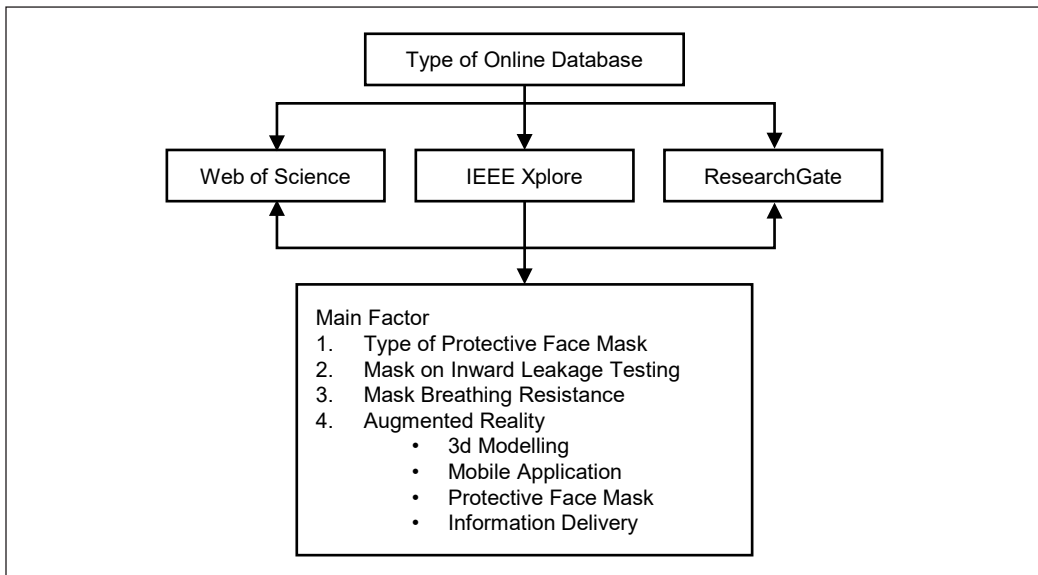 Type of Online Database
Web of Science
IEEE Xplore
ResearchGate
Main Factor
1. Type of Protective Face Mask
2. Mask on Inward Leakage Testing
3. Mask Breathing Resistance
4. Augmented Reality
• 3d Modelling
• Mobile Application
• Protective Face Mask
• Information Delivery